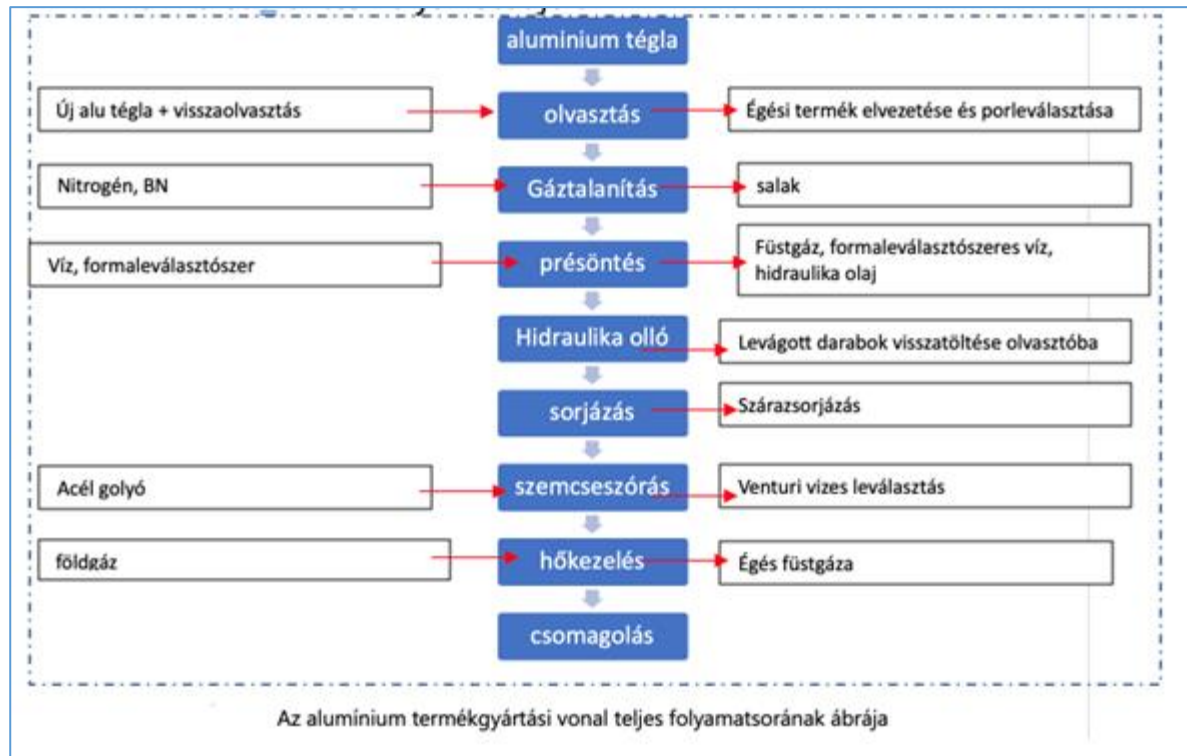 aluminium tégla
Új alu tégla + visszaolvasztás
olvasztás
Égési termék elvezetése és porleválasztása
Nitrogén, BN
Gáztalanítás
salak
Víz, formaleválasztószer
présöntés
Füstgáz, formaleválasztószeres víz,
hidraulika olaj
Hidraulika olló
Levágott darabok visszatöltése olvasztóba
sorjázás
Szárazsorjázás
Acél golyó
szemcseszórás
Venturi vizes leválasztás
földgáz
hőkezelés
Égés füstgáza
csomagolás
Az alumínium termékgyártási vonal teljes folyamatsorának ábrája